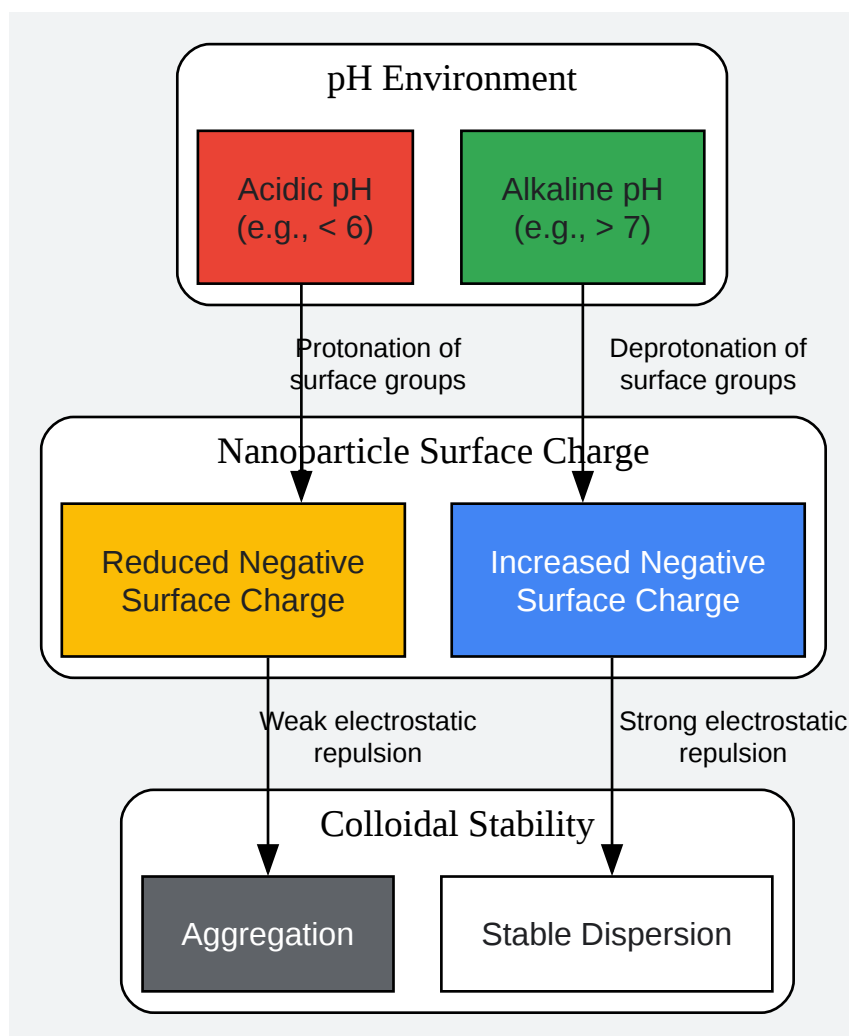 pH Environment
Acidic pH
(e.g., < 6)
Alkaline pH
(e.g., > 7)
Protonation of
surface groups
Deprotonation of
surface groups
Nanoparticle Surface Charge
Reduced Negative
Surface Charge
Increased Negative
Surface Charge
Weak electrostatic
repulsion
Strong electrostatic
repulsion
Colloidal Stability
Aggregation
Stable Dispersion